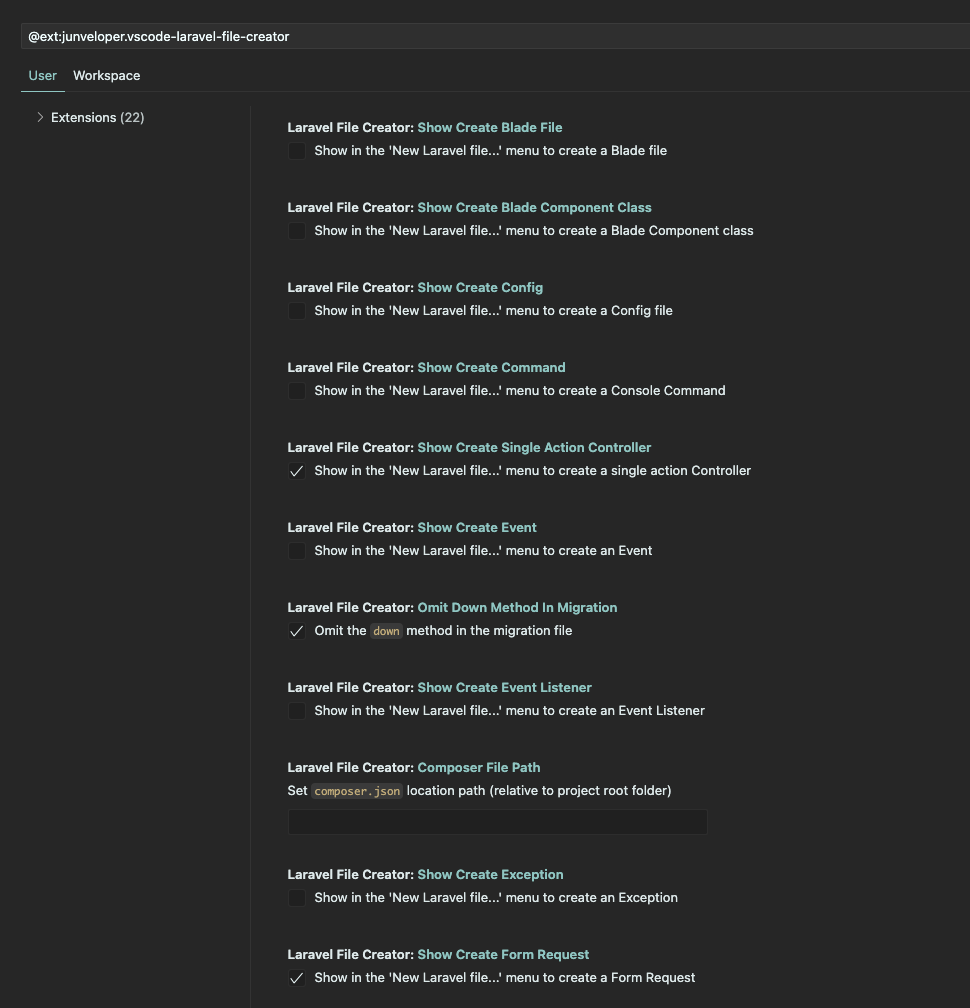 @ext:junveloper.vscode-laravel-file-creator
User Workspace
Extensions (22)
Laravel File Creator: Show Create Blade File
Show in the 'New Laravel file...' menu to create a Blade file
Laravel File Creator: Show Create Blade Component Class
Show in the 'New Laravel file...' menu to create a Blade Component class
Laravel File Creator: Show Create Config
Show in the 'New Laravel file...' menu to create a Config file
Laravel File Creator: Show Create Command
Show in the 'New Laravel file...' menu to create a Console Command
Laravel File Creator: Show Create Single Action Controller
Show in the 'New Laravel file...' menu to create a single action Controller
Laravel File Creator: Show Create Event
Show in the 'New Laravel file...' menu to create an Event
Laravel File Creator: Omit Down Method In Migration
Omit the down method in the migration file
Laravel File Creator: Show Create Event Listener
Show in the 'New Laravel file...' menu to create an Event Listener
Laravel File Creator: Composer File Path
Set composer.json location path (relative to project root folder)
Laravel File Creator: Show Create Exception
Show in the 'New Laravel file...' menu to create an Exception
Laravel File Creator: Show Create Form Request
Show in the 'New Laravel file...' menu to create a Form Request